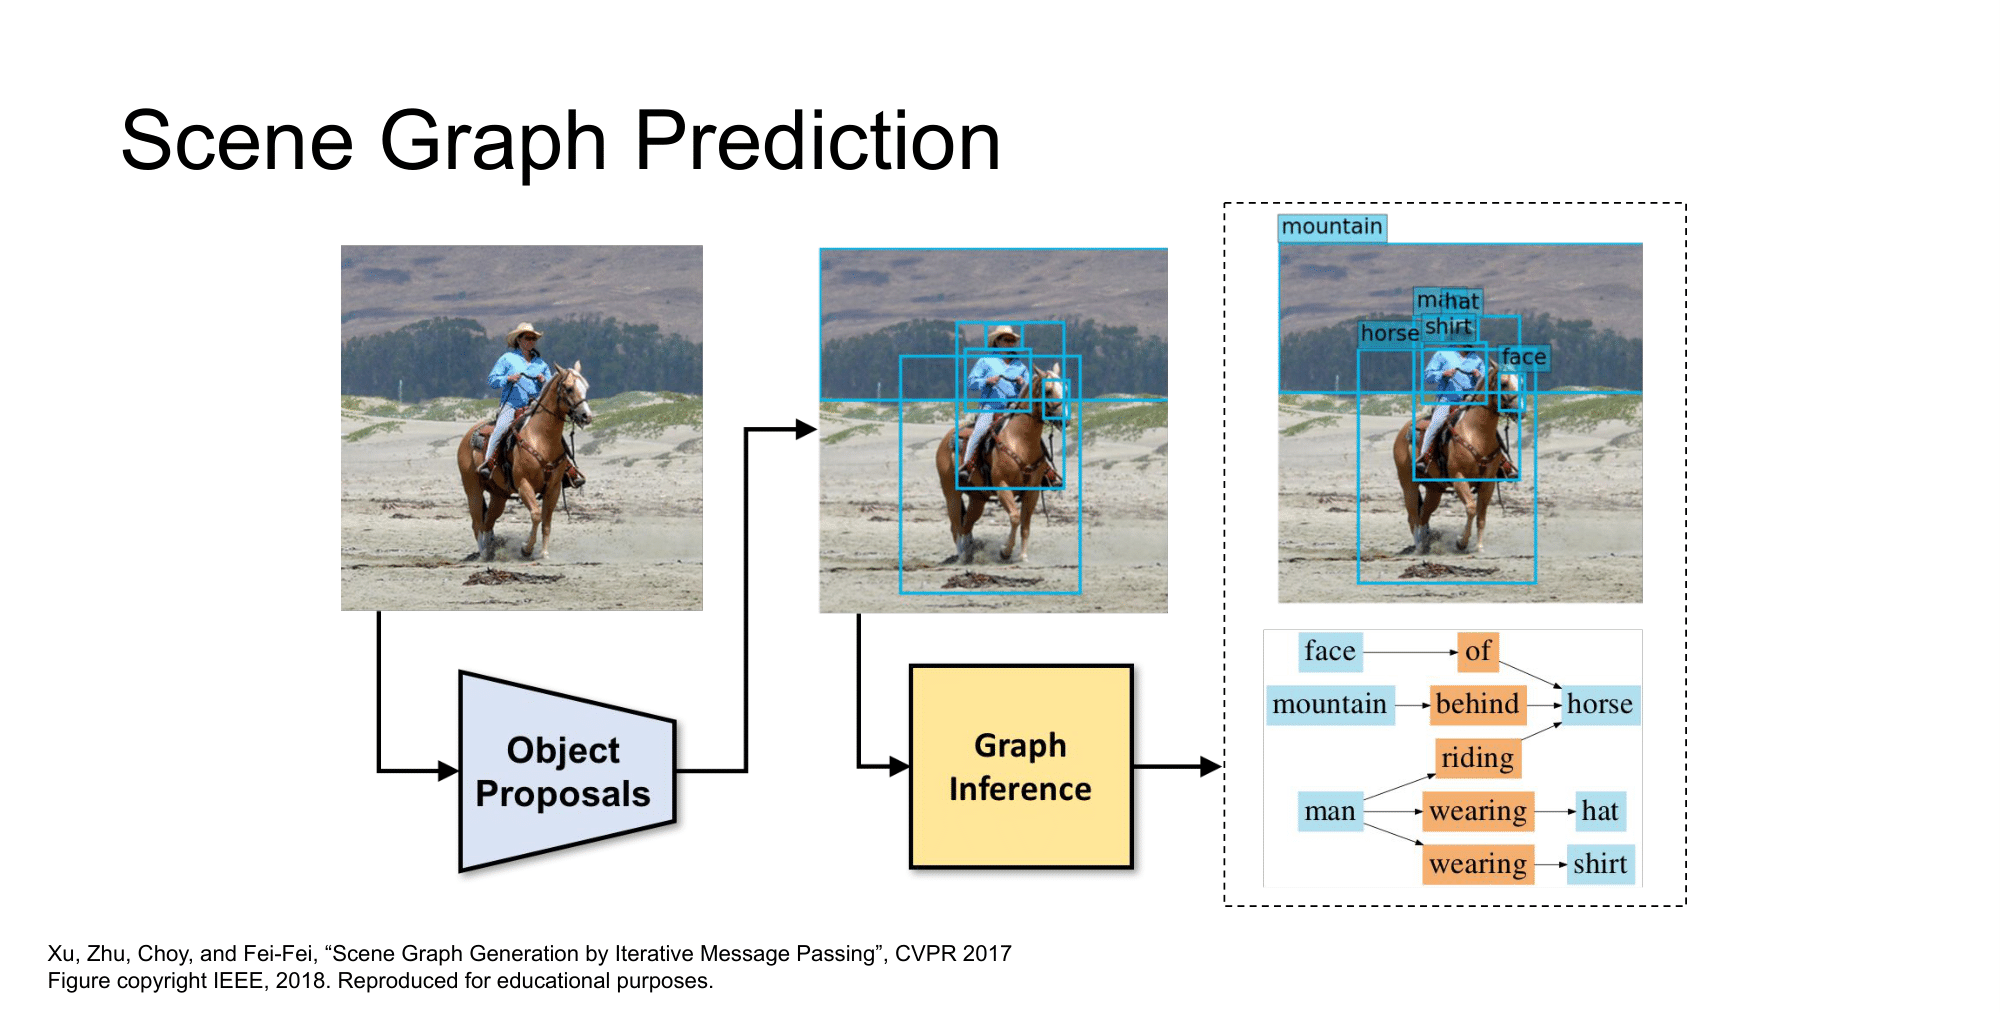 Scene Graph Prediction
mountain
hat
shirt
horse
face
Object
Proposals
Graph
Inference
face of
mountain behind horse
riding
man wearing hat
wearing shirt
Xu, Zhu, Choy, and Fei-Fei, “Scene Graph Generation by Iterative Message Passing”, CVPR 2017
Figure copyright IEEE, 2018. Reproduced for educational purposes.